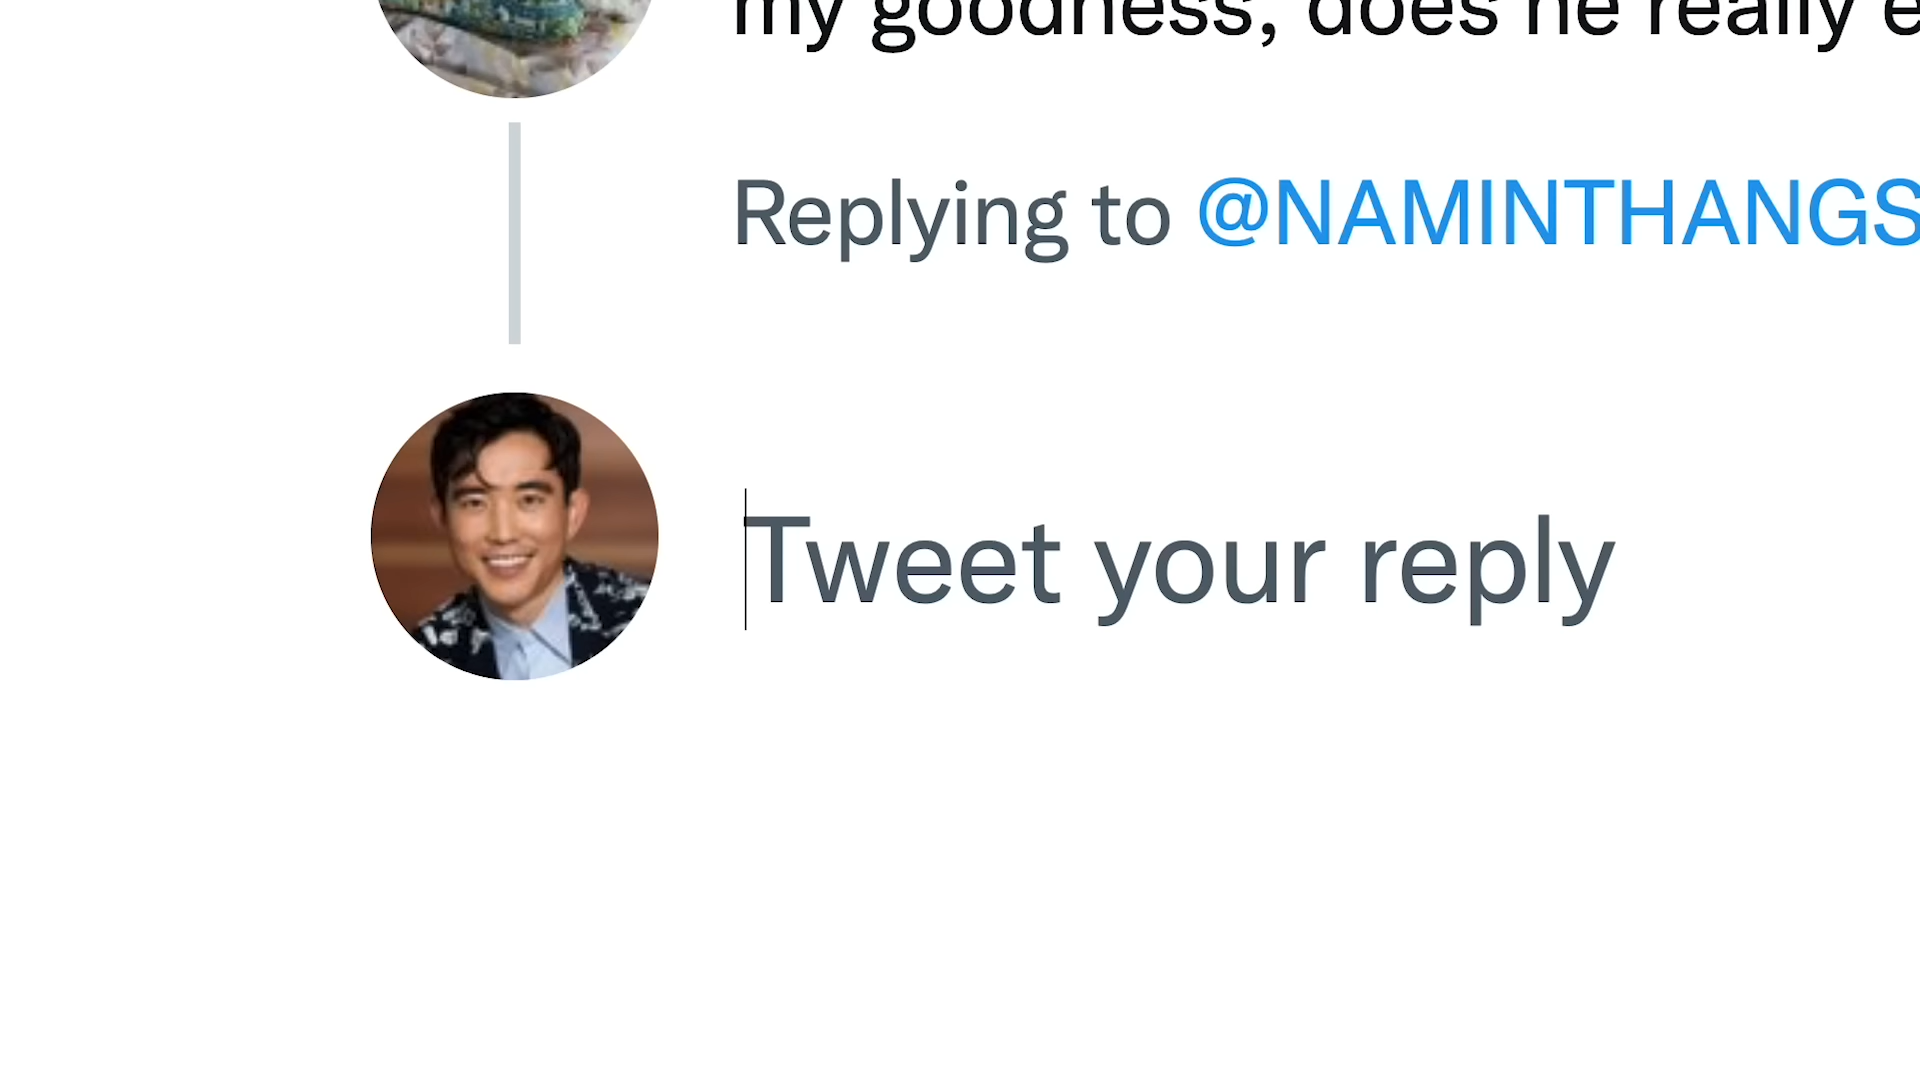 my goodness, does he really
Replying to @NAMINTHANGS
Tweet your reply